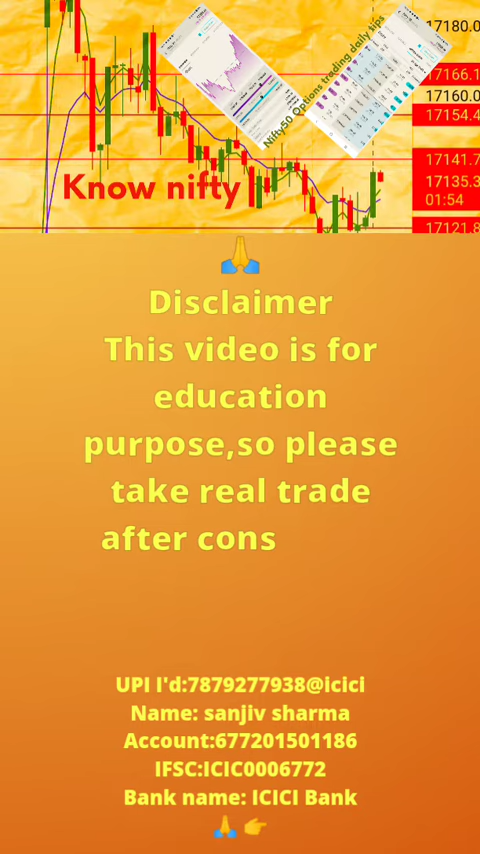 17180.0
17166.1
17160.0
17154.4
17141.7
17135.3
01:54
17121.8
Nifty50 Options trading daily tips
Know nifty
🙏
Disclaimer
This video is for
education
purpose,so please
take real trade
after cons
UPI I'd:7879277938@icici
Name: sanjiv sharma
Account:677201501186
IFSC:ICIC0006772
Bank name: ICICI Bank
🙏 👉